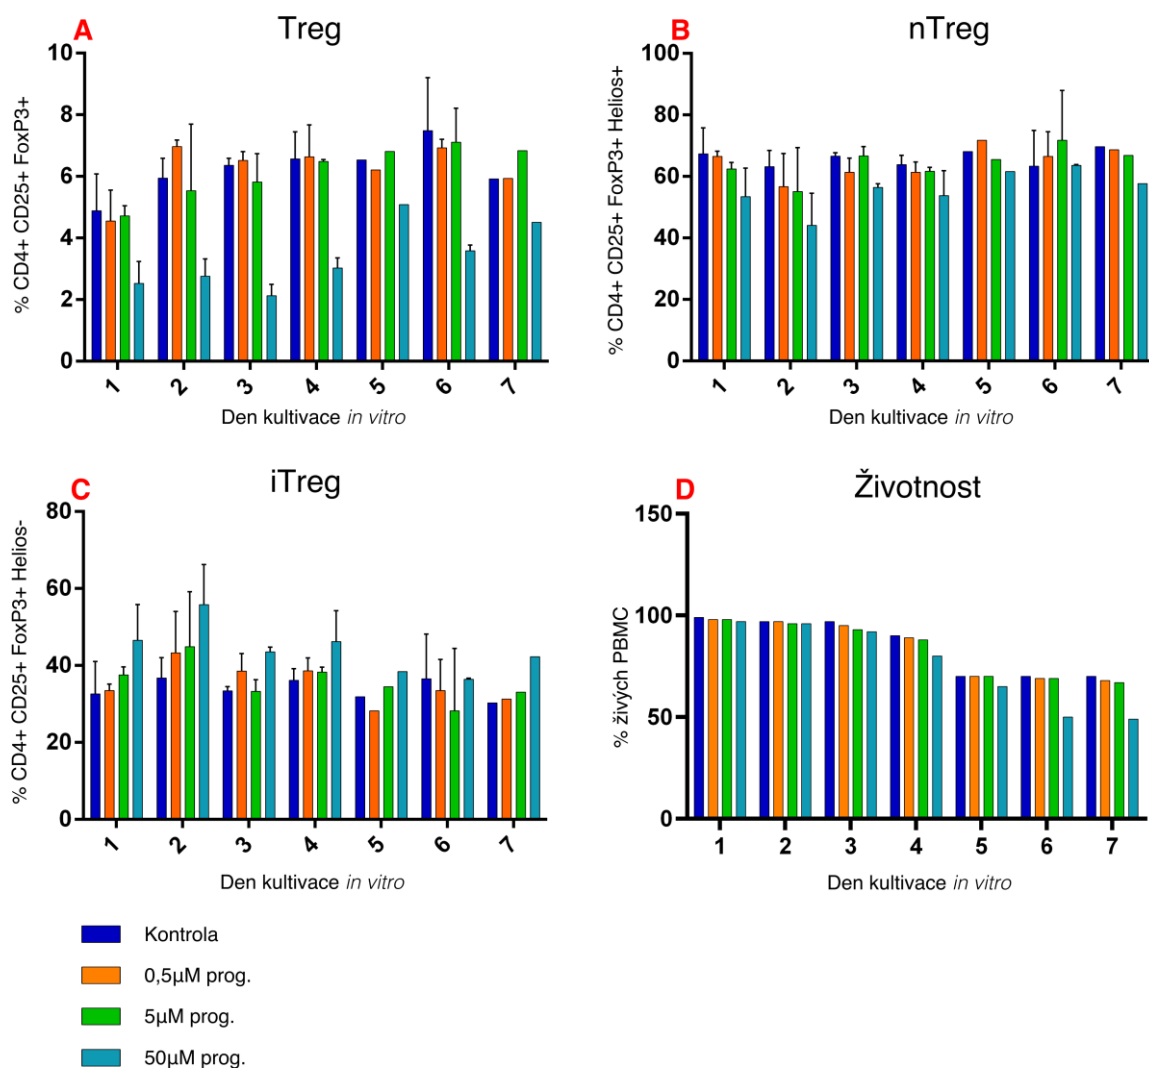 A
Treg
% CD4+ CD25+ FoxP3+
10
8
6
4
2
0
1 2 3 4 5 6 7
Den kultivace in vitro
B
nTreg
% CD4+ CD25+ FoxP3+ Helios+
100
80
60
40
20
0
1 2 3 4 5 6 7
Den kultivace in vitro
C
iTreg
% CD4+ CD25+ FoxP3+ Helios-
80
60
40
20
0
1 2 3 4 5 6 7
Den kultivace in vitro
D
Životnost
% živých PBMC
150
100
50
0
1 2 3 4 5 6 7
Den kultivace in vitro
Kontrola
0,5µM prog.
5µM prog.
50µM prog.